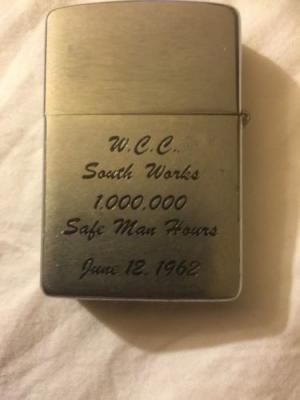 W.C.C.
South Works
1,000,000
Safe Man Hours
June 12, 1962